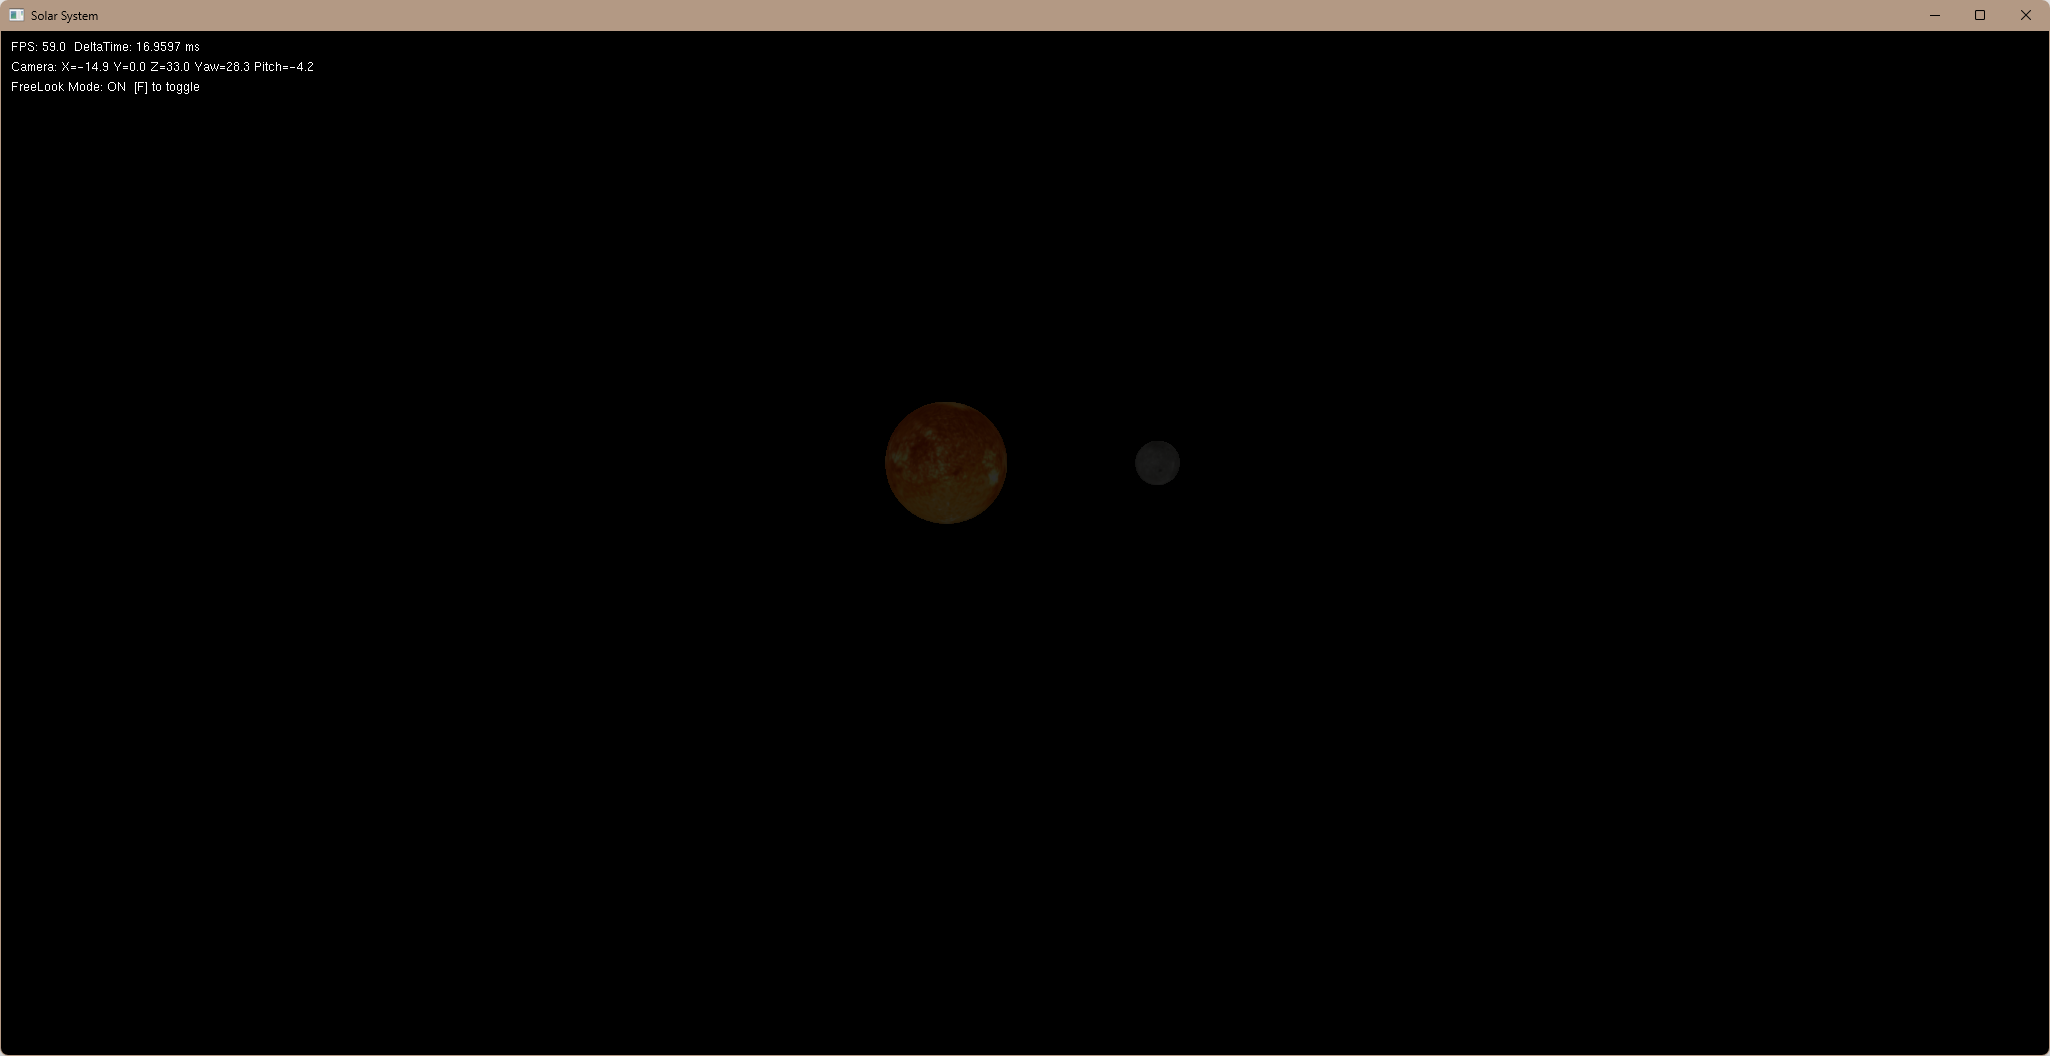 Solar System
FPS: 59.0  DeltaTime: 16.9597 ms
Camera: X=-14.9 Y=0.0 Z=33.0 Yaw=28.3 Pitch=-4.2
FreeLook Mode: ON  [F] to toggle